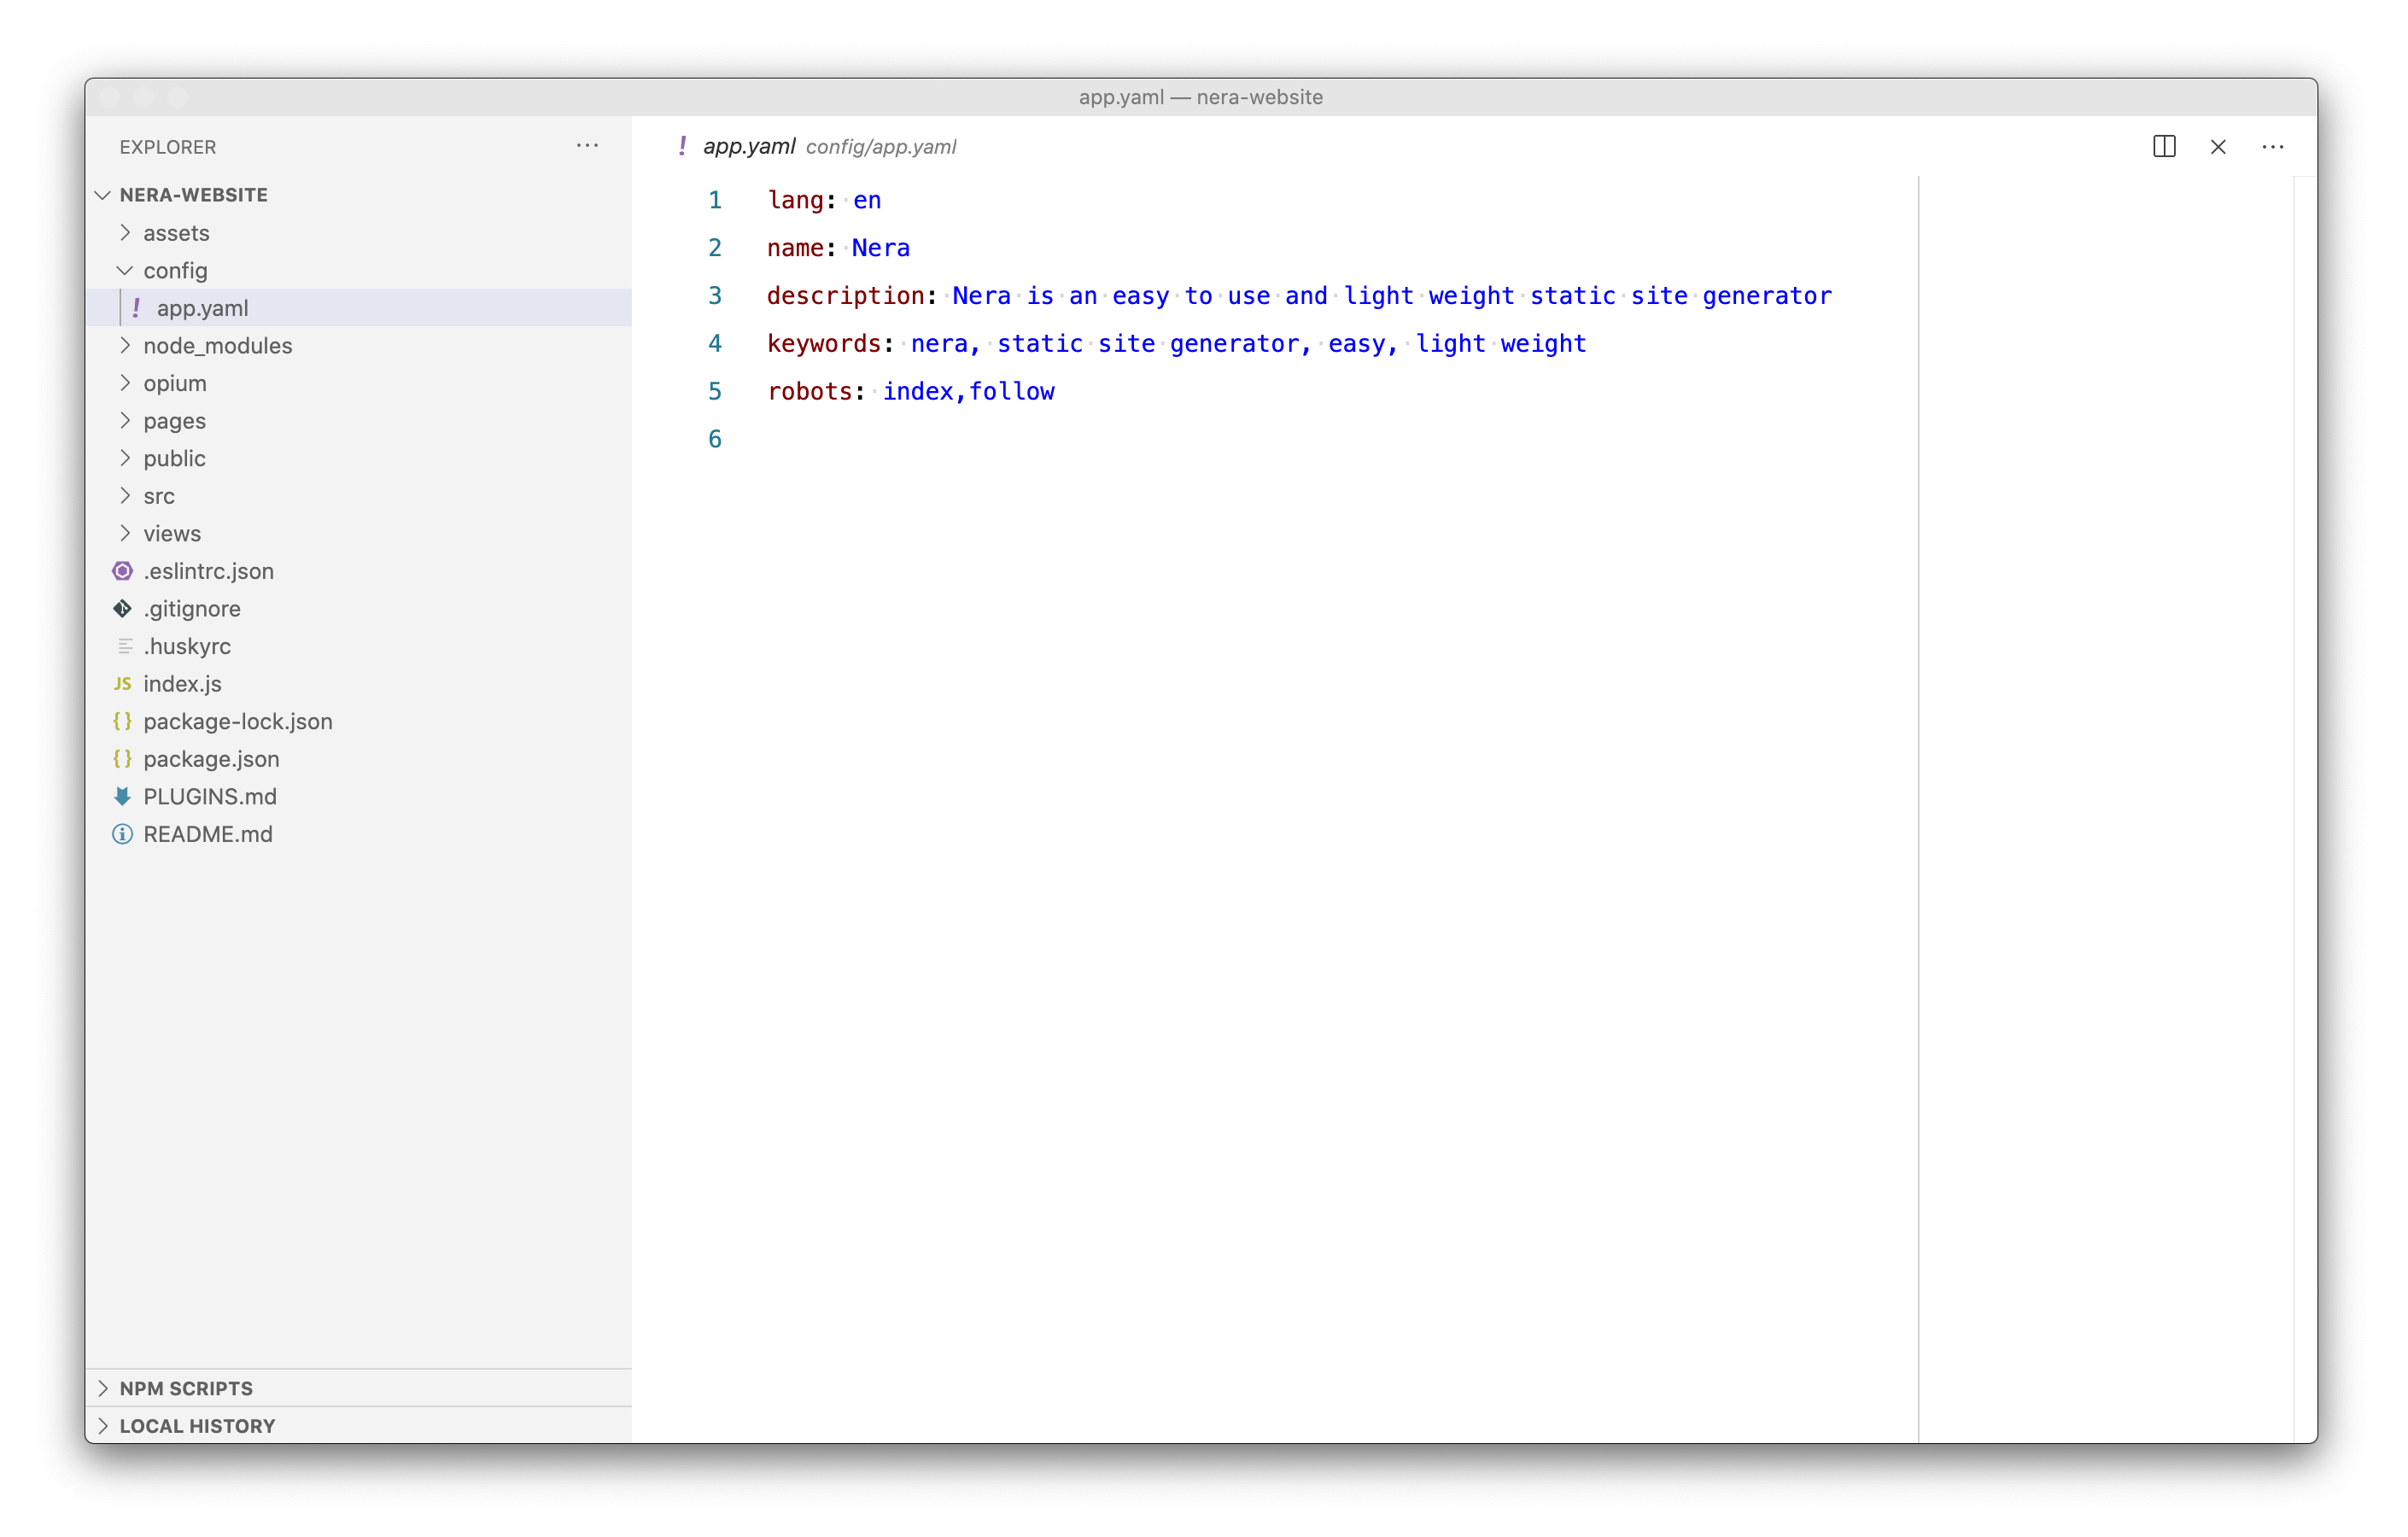 app.yaml — nera-website
EXPLORER
NERA-WEBSITE
assets
config
! app.yaml
node_modules
opium
pages
public
src
views
.eslintrc.json
.gitignore
.huskyrc
JS index.js
{} package-lock.json
{} package.json
PLUGINS.md
README.md
NPM SCRIPTS
LOCAL HISTORY
! app.yaml config/app.yaml
1 lang: en
2 name: Nera
3 description: Nera is an easy to use and light weight static site generator
4 keywords: nera, static site generator, easy, light weight
5 robots: index,follow
6